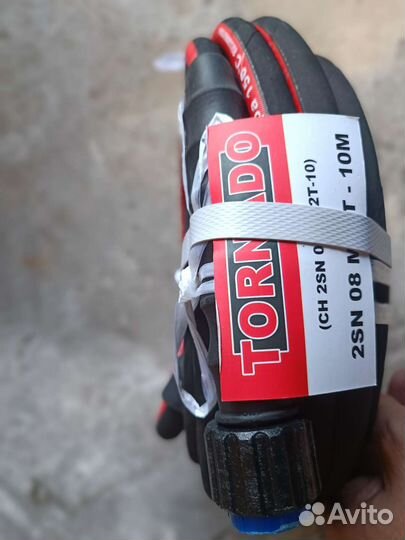 TORNADO
(CH 2SN 0 2T-10)
2SN 08 M T - 10M
Avito